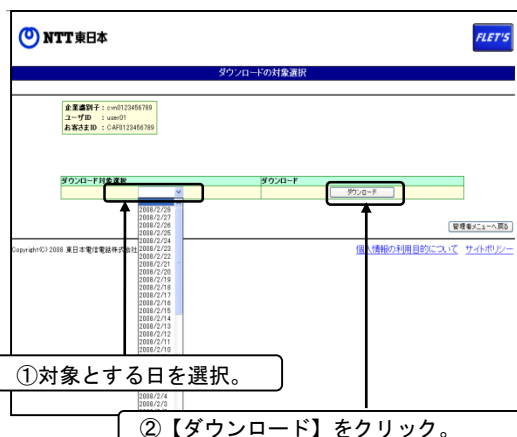 NTT東日本
FLET'S
ダウンロードの対象選択
企業識別子：cvn0123456789
ユーザID ：user01
お客さまID：CAF0123456789
ダウンロード対象選択
ダウンロード
ダウンロード
2008/2/28
2008/2/27
2008/2/26
2008/2/25
2008/2/24
2008/2/23
2008/2/22
2008/2/21
2008/2/20
2008/2/19
2008/2/18
2008/2/17
2008/2/16
2008/2/15
2008/2/14
2008/2/13
2008/2/12
2008/2/11
2008/2/10
2008/2/4
2008/2/3
管理者メニューへ戻る
Copyright(C) 2008 東日本電信電話株式会社
個人情報の利用目的について サイトポリシー
①対象とする日を選択。
②【ダウンロード】をクリック。